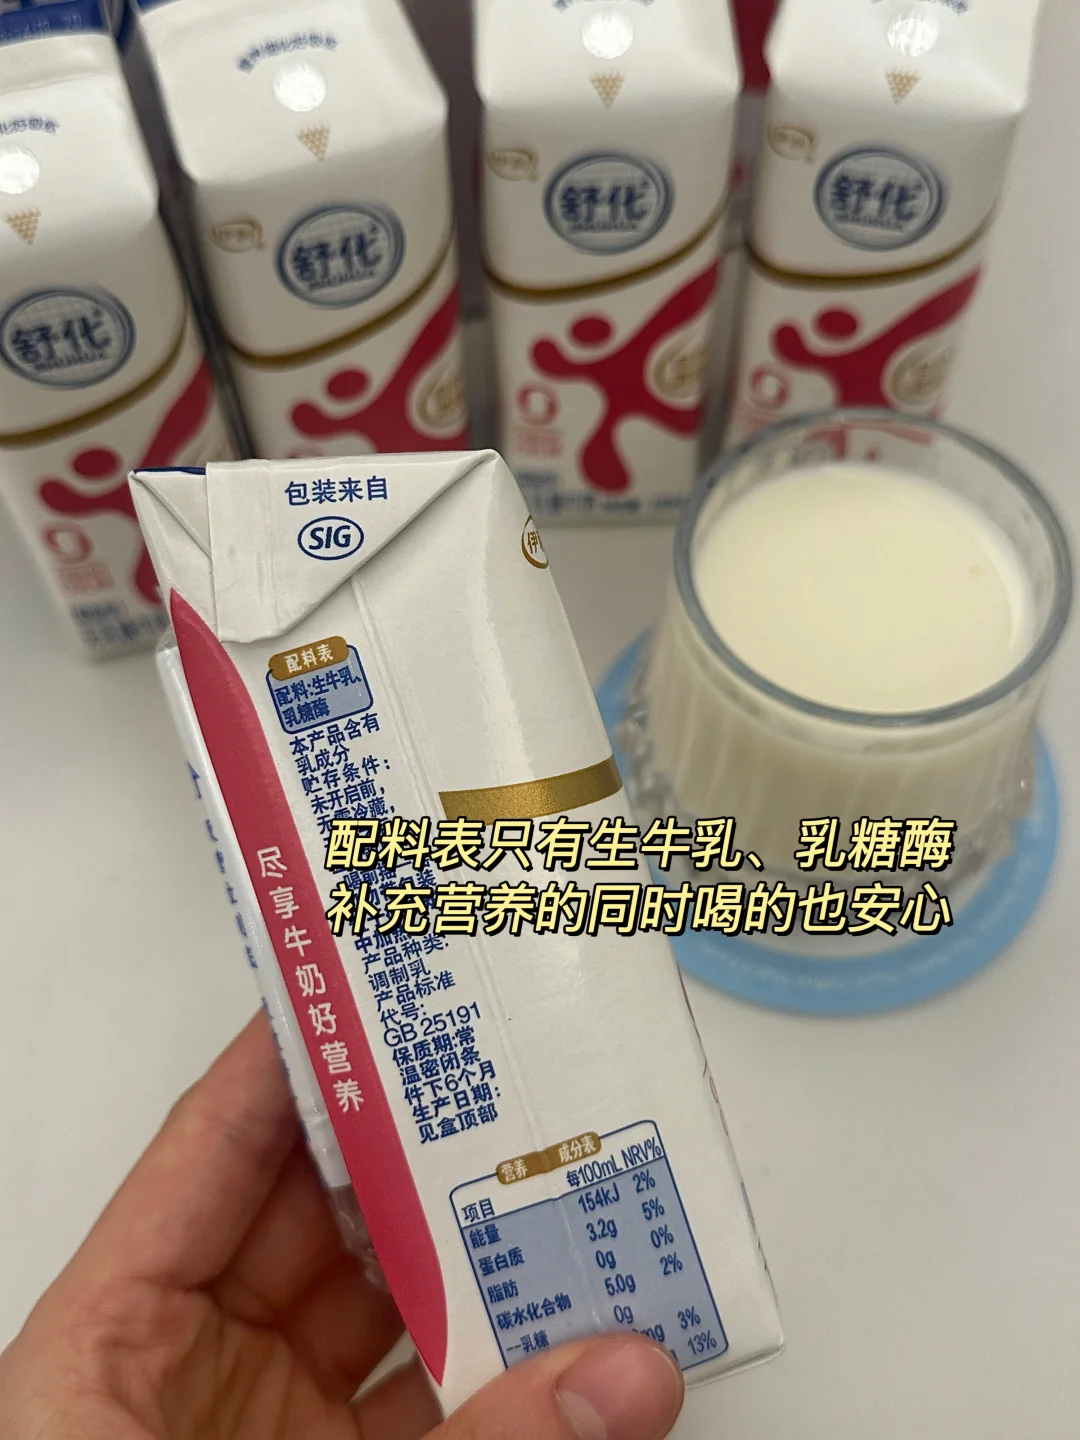 舒化
舒化
舒化
舒化
包装来自
SIG
配料表
配料:生牛乳、
乳糖酶
本产品含有
乳成分
贮存条件:
未开启前,
无需冷藏,
尽享牛奶好营养
配料表只有生牛乳、乳糖酶
补充营养的同时喝的也安心
产品种类:
调制乳
产品标准
代号:
GB 25191
保质期:常
温密闭条
件下6个月
生产日期:
见盒顶部
营养成分表
项目 每100mL NRV%
能量 154kJ 2%
蛋白质 3.2g 5%
脂肪 0g 0%
碳水化合物 5.0g 2%
--乳糖 0g
3%
13%